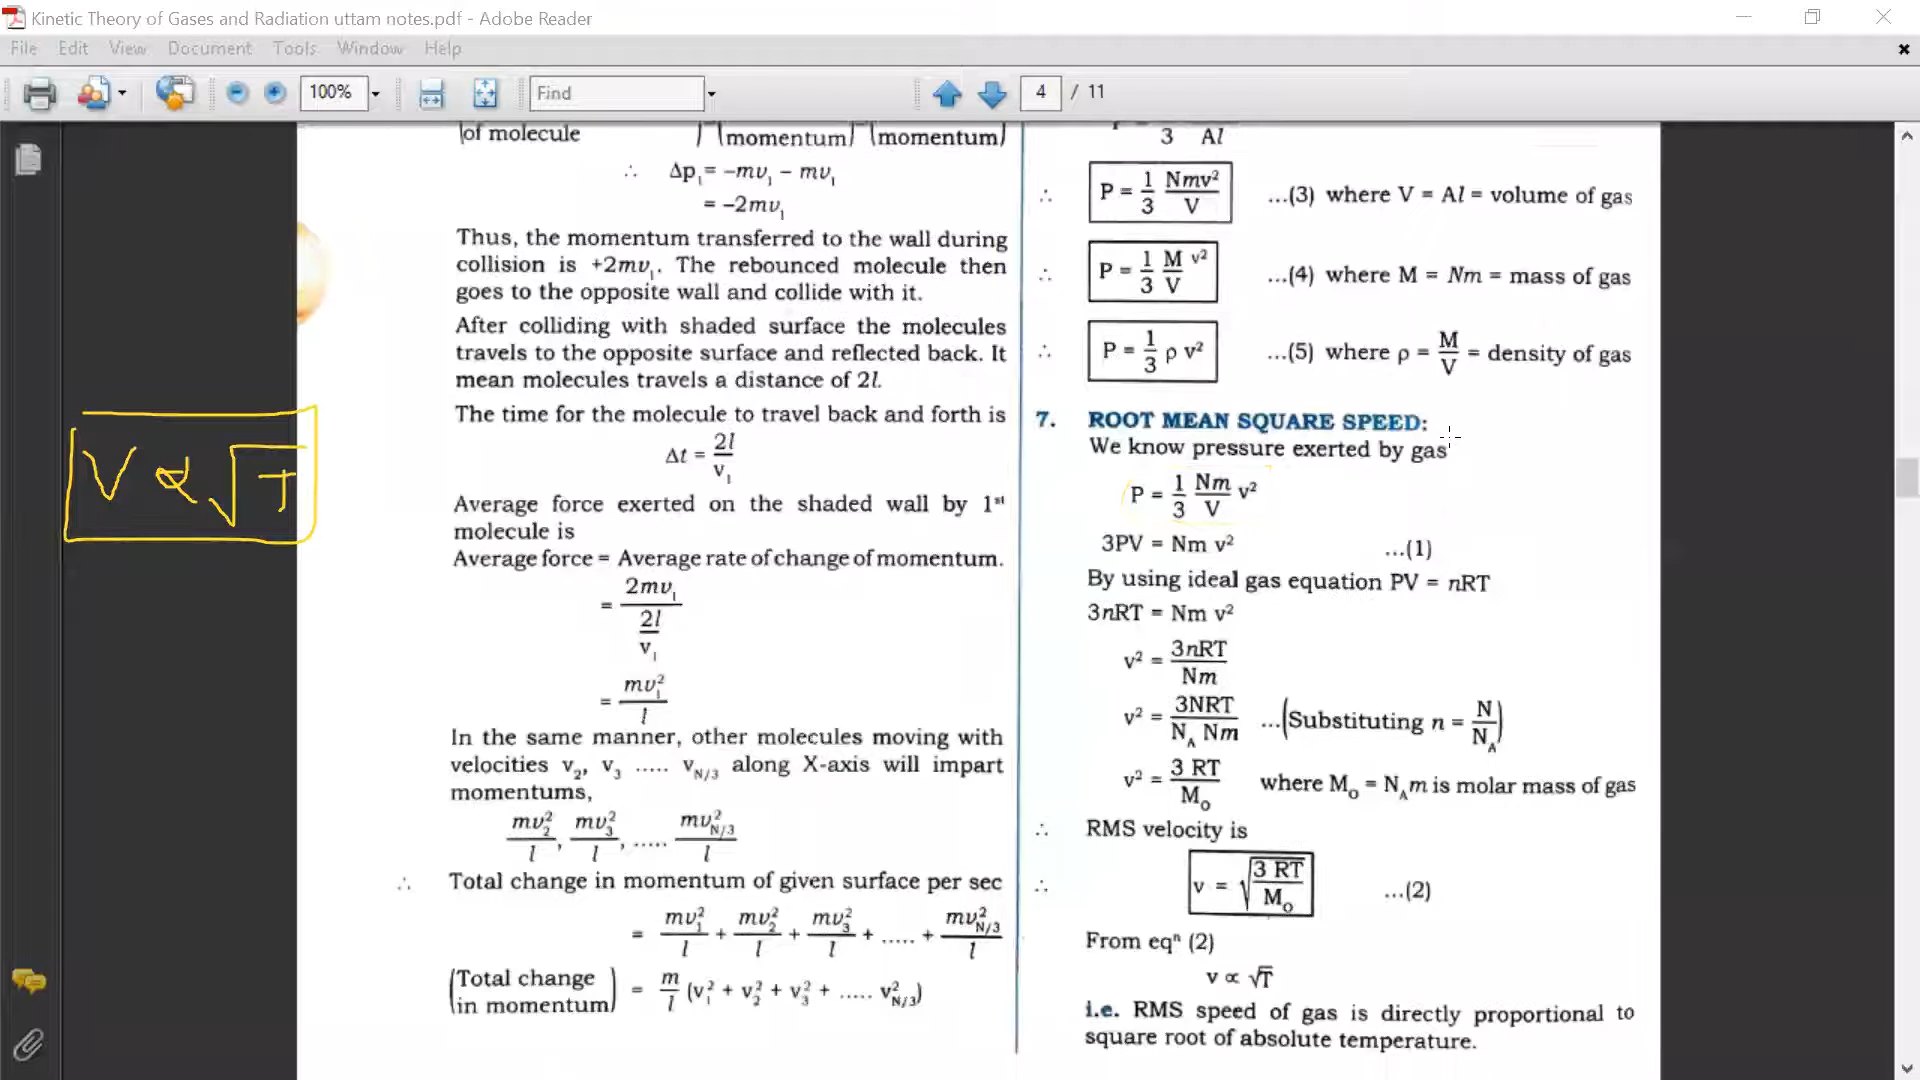 Kinetic Theory of Gases and Radiation uttam notes.pdf - Adobe Reader
File Edit View Document Tools Window Help
100% Find 4 / 11
of molecule (momentum) (momentum)
∴ Δp₁ = –mv₁ – mv₁
= –2mv₁
Thus, the momentum transferred to the wall during
collision is +2mv₁. The rebounced molecule then
goes to the opposite wall and collide with it.
After colliding with shaded surface the molecules
travels to the opposite surface and reflected back. It
mean molecules travels a distance of 2l.
The time for the molecule to travel back and forth is
Δt = 2l/v₁
Average force exerted on the shaded wall by 1ˢᵗ
molecule is
Average force = Average rate of change of momentum.
= 2mv₁/(2l/v₁)
= mv₁²/l
In the same manner, other molecules moving with
velocities v₂, v₃ ..... v_N/3 along X-axis will impart
momentums,
mv₂²/l, mv₃²/l, ..... mv²_N/3/l
∴ Total change in momentum of given surface per sec
= mv₁²/l + mv₂²/l + mv₃²/l + ..... + mv²_N/3/l
(Total change in momentum) = m/l (v₁² + v₂² + v₃² + ..... v²_N/3)
V ∝ √T
3 Al
∴ P = 1/3 Nmv²/V ...(3) where V = Al = volume of gas
∴ P = 1/3 M/V v² ...(4) where M = Nm = mass of gas
∴ P = 1/3 ρ v² ...(5) where ρ = M/V = density of gas
7. ROOT MEAN SQUARE SPEED:
We know pressure exerted by gas
P = 1/3 Nm/V v²
3PV = Nm v² ...(1)
By using ideal gas equation PV = nRT
3nRT = Nm v²
v² = 3nRT/Nm
v² = 3NRT/N_A Nm ...(Substituting n = N/N_A)
v² = 3 RT/M₀ where M₀ = N_A m is molar mass of gas
∴ RMS velocity is
∴ v = √(3 RT/M₀) ...(2)
From eqⁿ (2)
v ∝ √T
i.e. RMS speed of gas is directly proportional to
square root of absolute temperature.